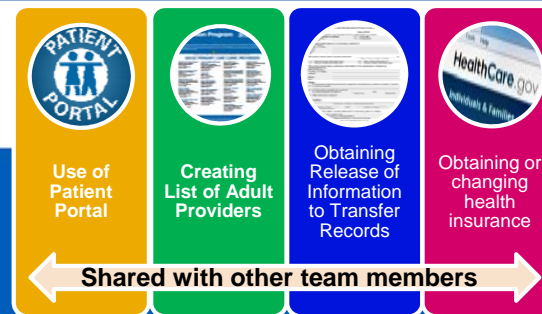 PATIENT
PORTAL
Use of
Patient
Portal
Creating
List of Adult
Providers
Obtaining
Release of
Information
to Transfer
Records
HealthCare.gov
Individuals & Families
Obtaining or
changing
health
insurance
Shared with other team members